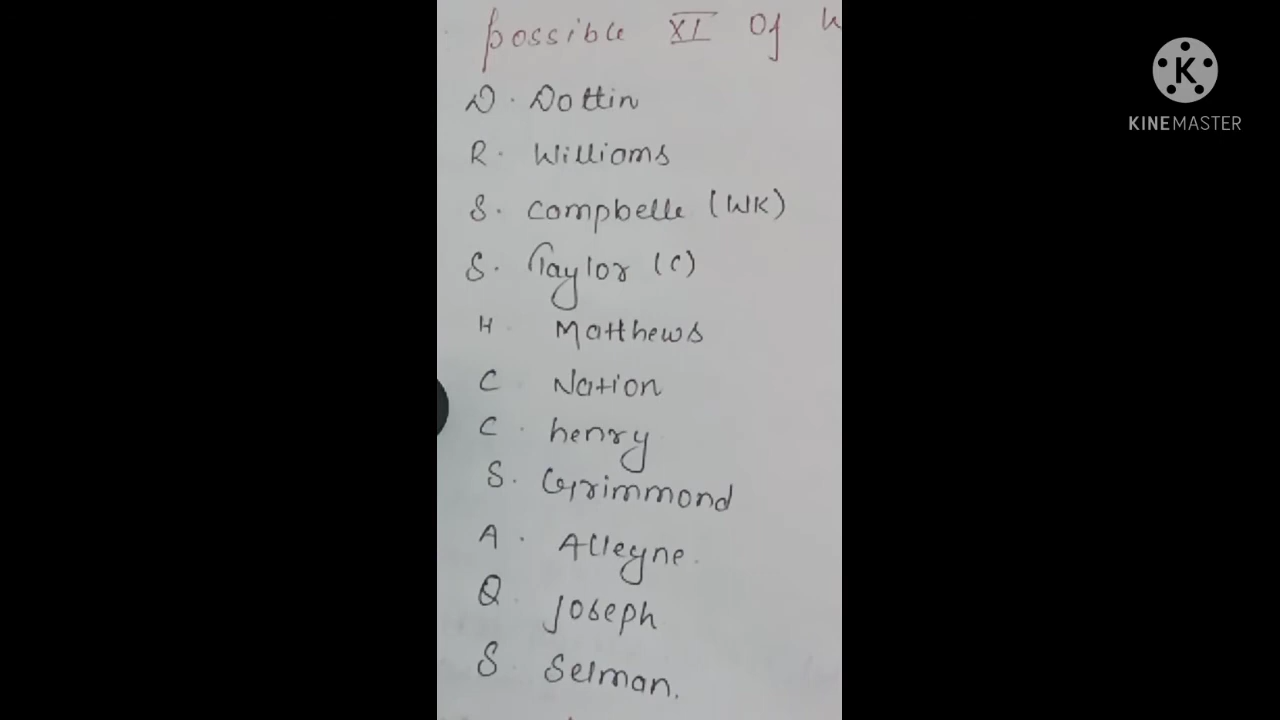 possible XI Of
D. Dottin
R. Williams
S. Campbelle (WK)
S. Taylor (C)
H. Matthews
C Nation
C. henry
S. Grimmond
A. Alleyne.
Q Joseph
S Selman.
K
KINEMASTER